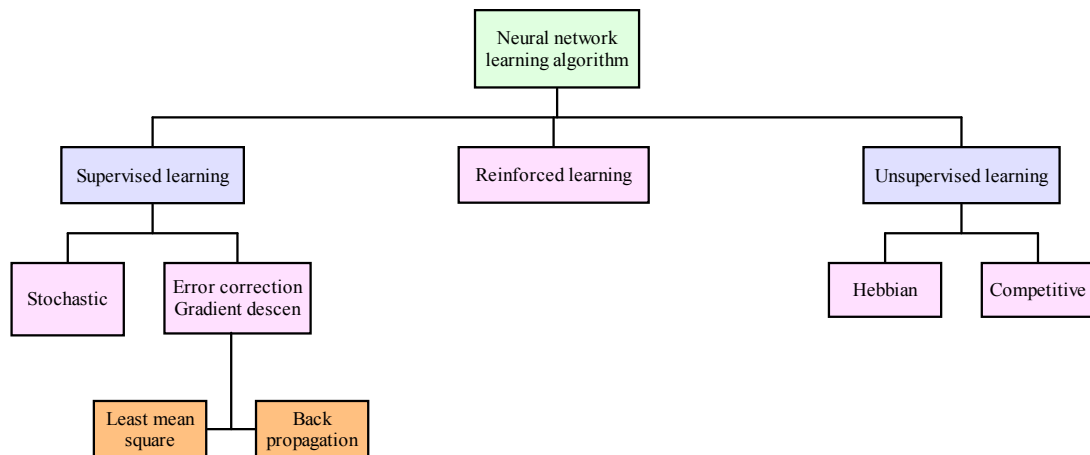 Neural network
learning algorithm
Supervised learning
Reinforced learning
Unsupervised learning
Stochastic
Error correction
Gradient descen
Hebbian
Competitive
Least mean
square
Back
propagation